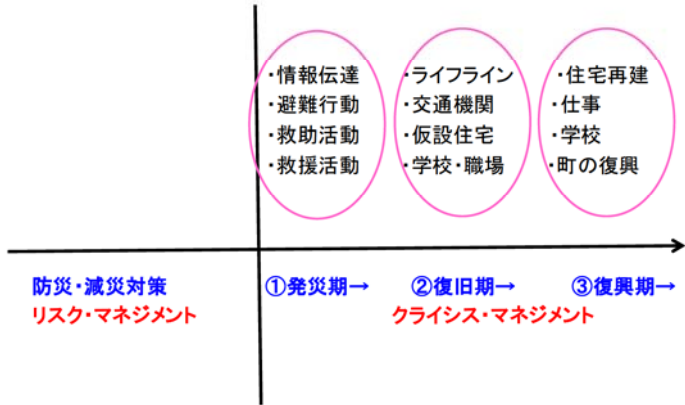 ・情報伝達
・避難行動
・救助活動
・救援活動
・ライフライン
・交通機関
・仮設住宅
・学校・職場
・住宅再建
・仕事
・学校
・町の復興
防災・減災対策
リスク・マネジメント
①発災期→
②復旧期→
③復興期→
クライシス・マネジメント